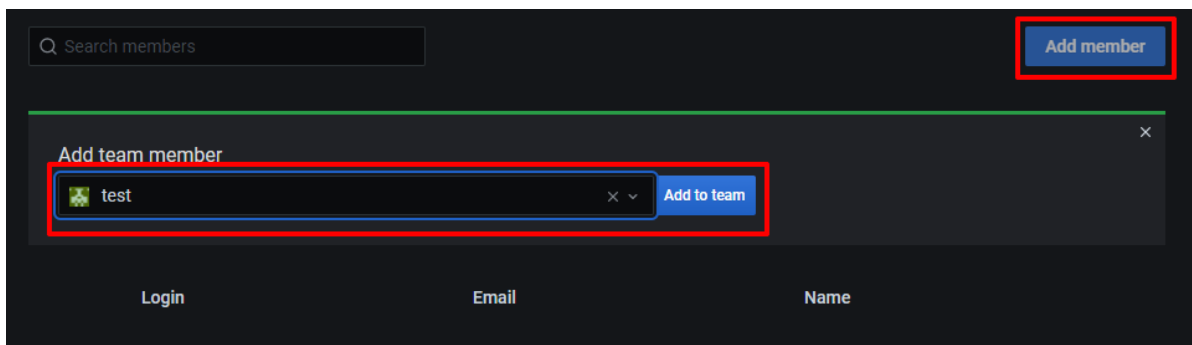 Search members
Add member
Add team member
test
Add to team
Login Email Name